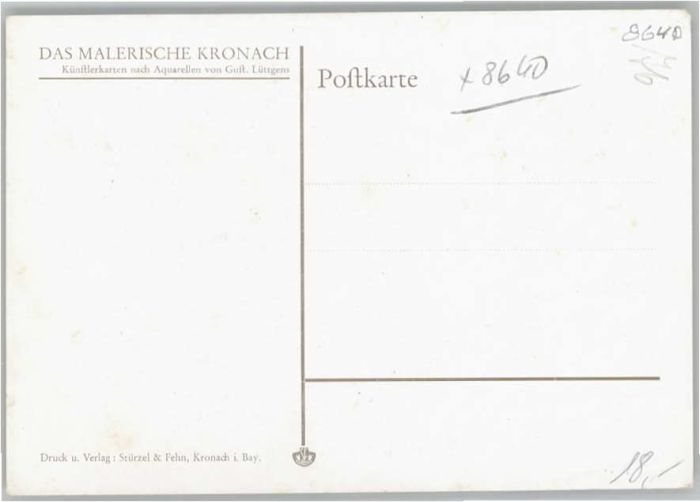 DAS MALERISCHE KRONACH
Künſtlerkarten nach Aquarellen von Guſt. Lüttgens
Poſtkarte
x 8640
8640
Druck u. Verlag: Stürzel & Fehn, Kronach i. Bay.
18,-